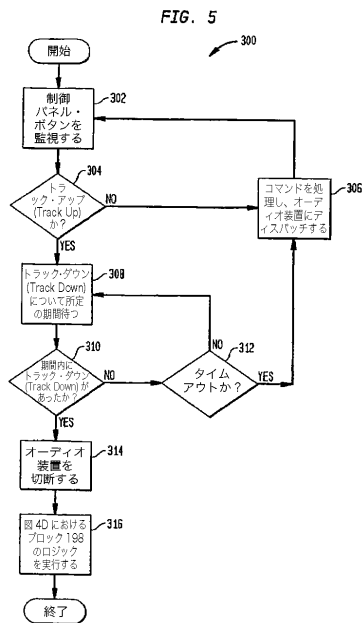 FIG. 5
300
開始
302
制御
パネル・
ボタンを
監視する
304
トラ
ック・アップ
(Track Up)
か?
NO
YES
306
コマンドを処
理し、オーデ
ィオ装置にデ
ィスパッチする
308
トラック・ダウン
(Track Down)
について所定
の期間待つ
310
期間内に
トラック・ダウン
(Track Down)が
あったか?
NO
YES
312
タイム
アウトか?
NO
YES
314
オーディオ
装置を
切断する
316
図 4D における
ブロック 198
のロジック
を実行する
終了